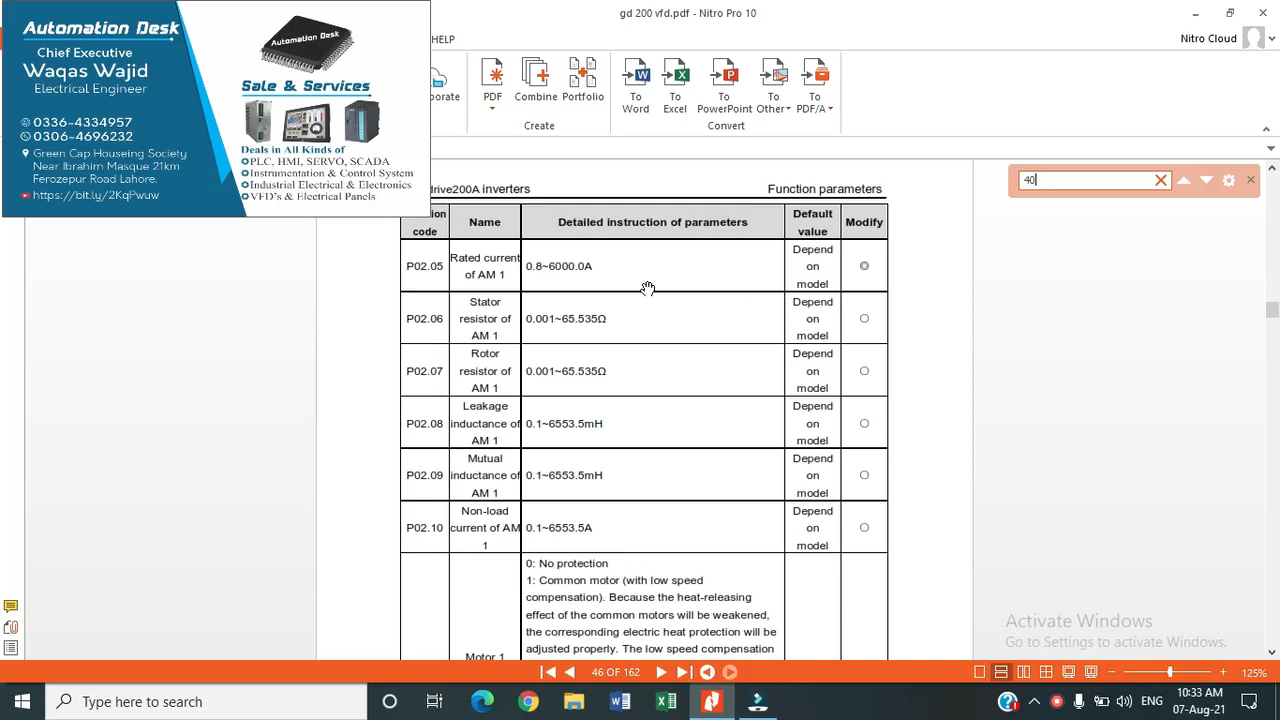 gd 200 vfd.pdf - Nitro Pro 10
Automation Desk
Chief Executive
Waqas Wajid
Electrical Engineer
0336-4334957
0306-4696232
Green Cap Houseing Society
Near Ibrahim Masque 21km
Ferozepur Road Lahore.
https://bit.ly/2KqPwuw
Automation Desk
Sale & Services
Deals in All Kinds of
PLC, HMI, SERVO, SCADA
Instrumentation & Control System
Industrial Electrical & Electronics
VFD's & Electrical Panels
HELP
Nitro Cloud
PDF
Combine
Portfolio
Create
To Word
To Excel
To PowerPoint
To Other
To PDF/A
Convert
40
drive200A inverters
Function parameters
code
Name
Detailed instruction of parameters
Default value
Modify
P02.05
Rated current of AM 1
0.8~6000.0A
Depend on model
P02.06
Stator resistor of AM 1
0.001~65.535Ω
Depend on model
P02.07
Rotor resistor of AM 1
0.001~65.535Ω
Depend on model
P02.08
Leakage inductance of AM 1
0.1~6553.5mH
Depend on model
P02.09
Mutual inductance of AM 1
0.1~6553.5mH
Depend on model
P02.10
Non-load current of AM 1
0.1~6553.5A
Depend on model
Motor 1
0: No protection
1: Common motor (with low speed
compensation). Because the heat-releasing
effect of the common motors will be weakened,
the corresponding electric heat protection will be
adjusted properly. The low speed compensation
Activate Windows
Go to Settings to activate Windows.
46 OF 162
125%
Type here to search
ENG
10:33 AM
07-Aug-21